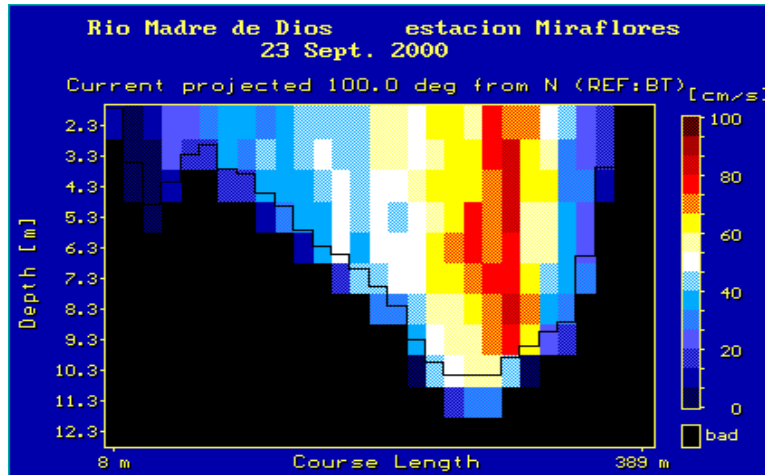 Rio Madre de Dios estacion Miraflores
23 Sept. 2000
Current projected 100.0 deg from N (REF:BT)
[cm/s]
100
80
60
40
20
0
bad
Depth [m]
2.3
3.3
4.3
5.3
6.3
7.3
8.3
9.3
10.3
11.3
12.3
8 m Course Length 389 m